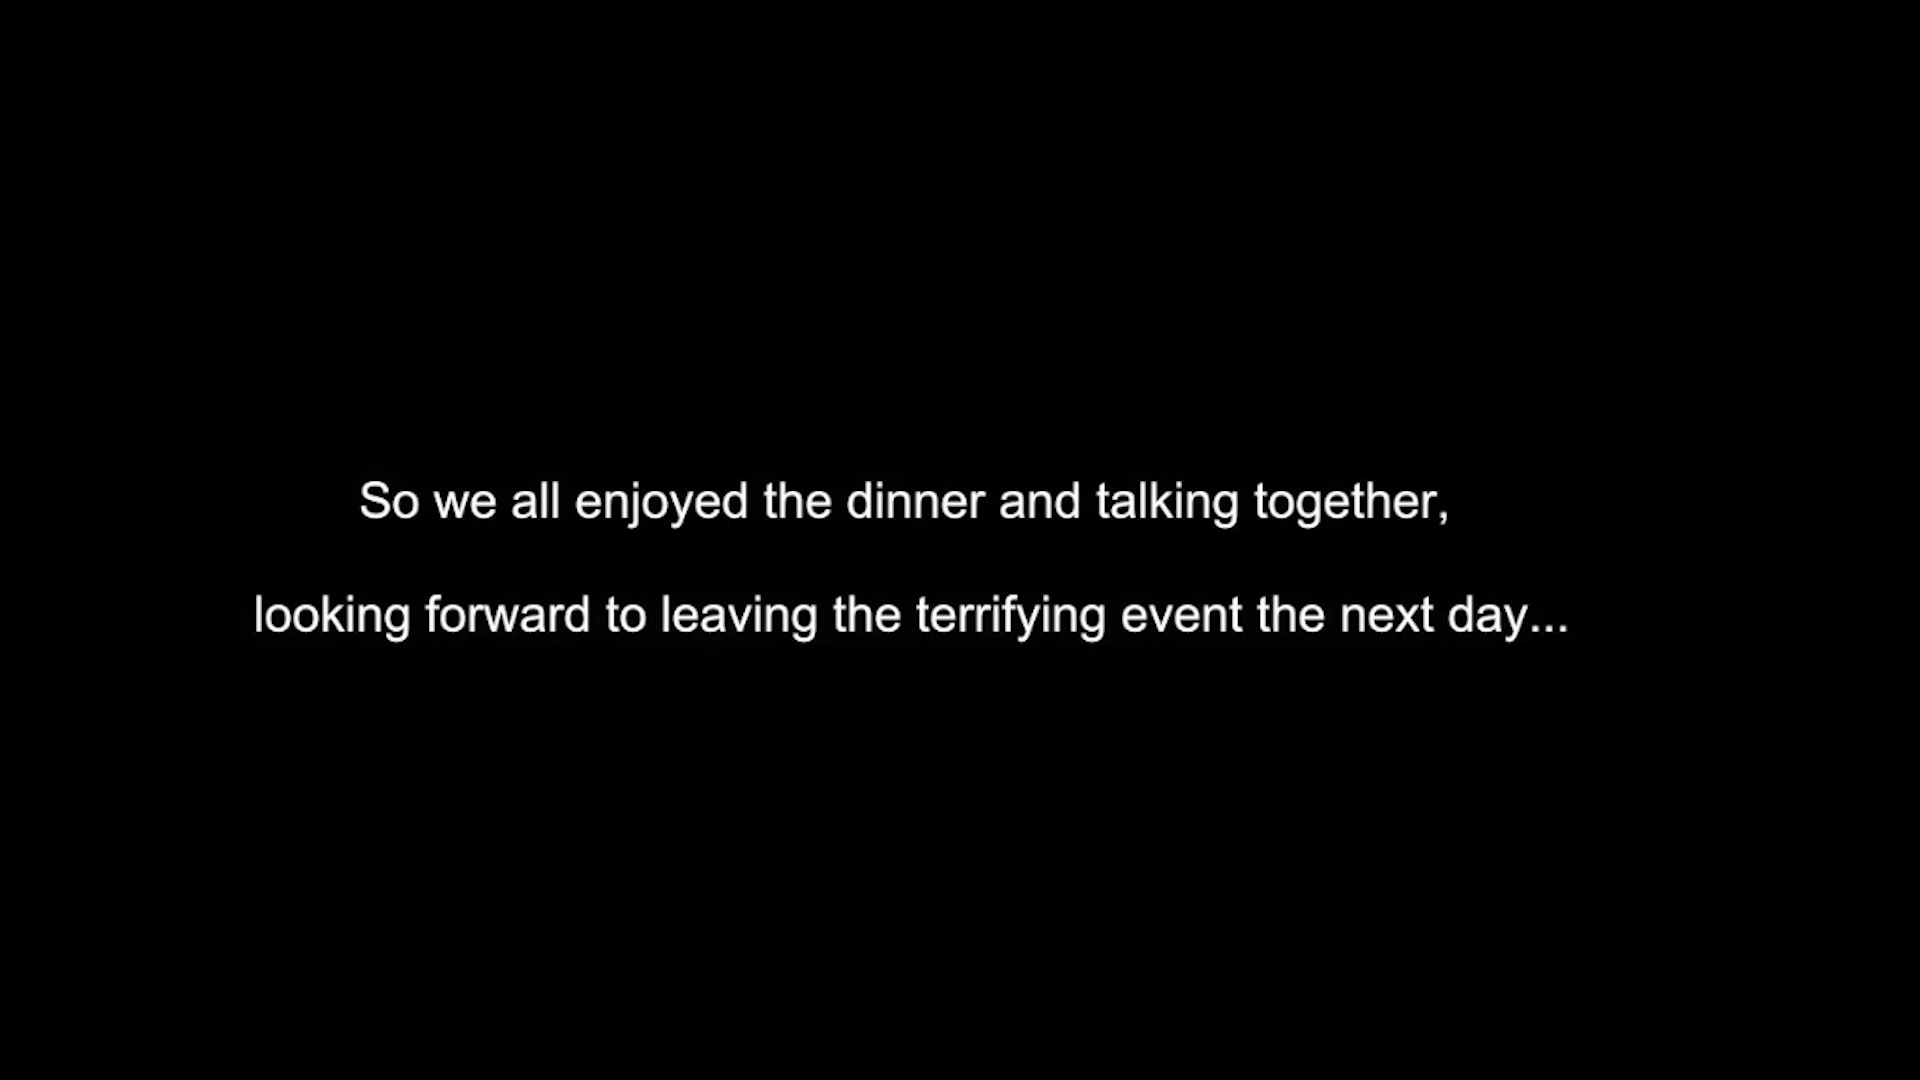 So we all enjoyed the dinner and talking together,
looking forward to leaving the terrifying event the next day...